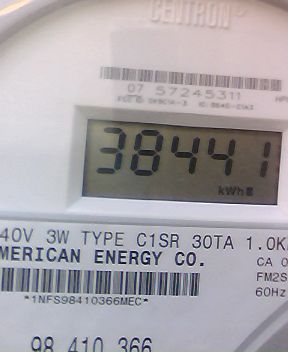 CENTRON®
07 57245311
38441
kWh
40V 3W TYPE C1SR 30TA 1.0K
MERICAN ENERGY CO.
CA 0
FM2S
60Hz
*1NFS98410366MEC*
98 410 366